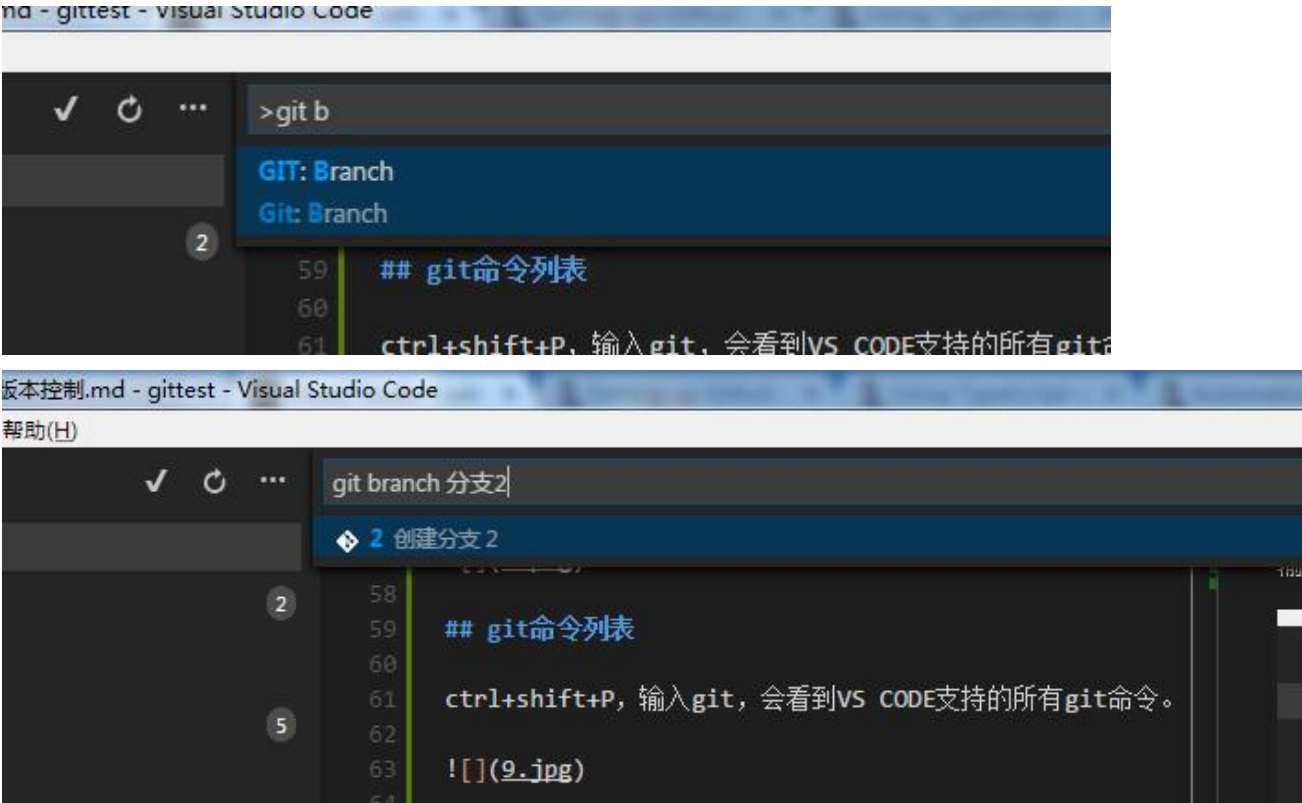 md - gittest - Visual Studio Code
>git b
GIT: Branch
Git: Branch
2
59 ## git命令列表
60
61 ctrl+shift+P，输入git，会看到VS CODE支持的所有git
版本控制.md - gittest - Visual Studio Code
帮助(H)
git branch 分支2
2 创建分支 2
58
2
59 ## git命令列表
60
61 ctrl+shift+P，输入git，会看到VS CODE支持的所有git命令。
5
62
63 ![](9.jpg)
64